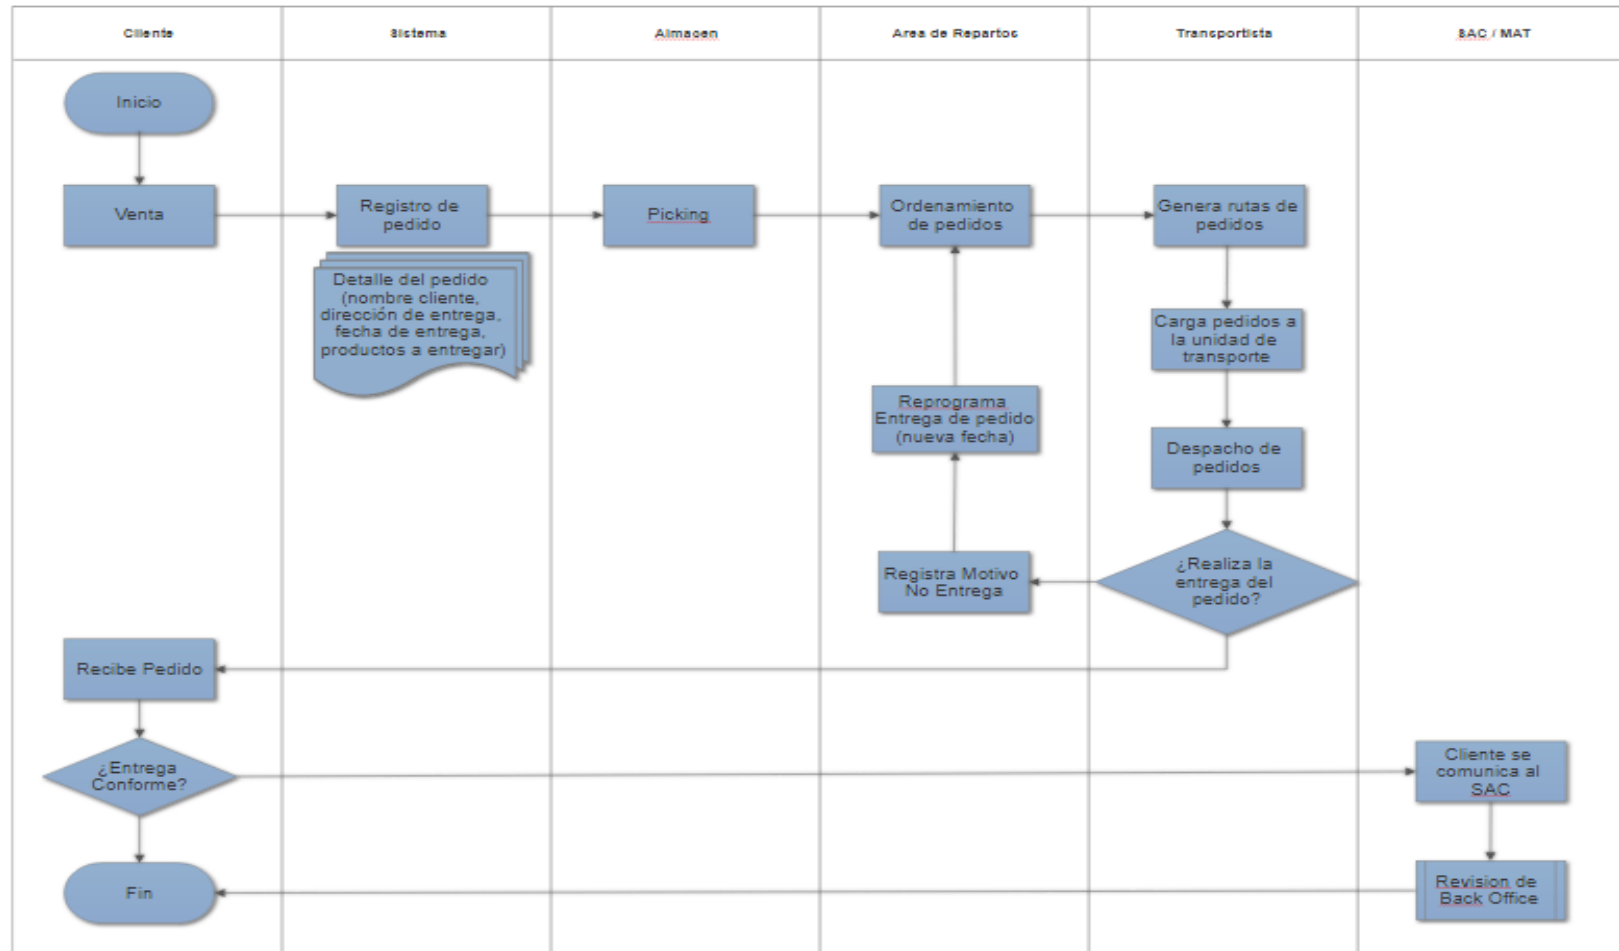 Cliente
Sistema
Almacen
Area de Repartos
Transportista
SAC / MAT
Inicio
Venta
Registro de
pedido
Picking
Ordenamiento
de pedidos
Genera rutas de
pedidos
Detalle del pedido
(nombre cliente,
dirección de entrega,
fecha de entrega,
productos a entregar)
Carga pedidos a
la unidad de
transporte
Reprograma
Entrega de pedido
(nueva fecha)
Despacho de
pedidos
¿Realiza la
entrega del
pedido?
Registra Motivo
No Entrega
Recibe Pedido
¿Entrega
Conforme?
Cliente se
comunica al
SAC
Fin
Revision de
Back Office